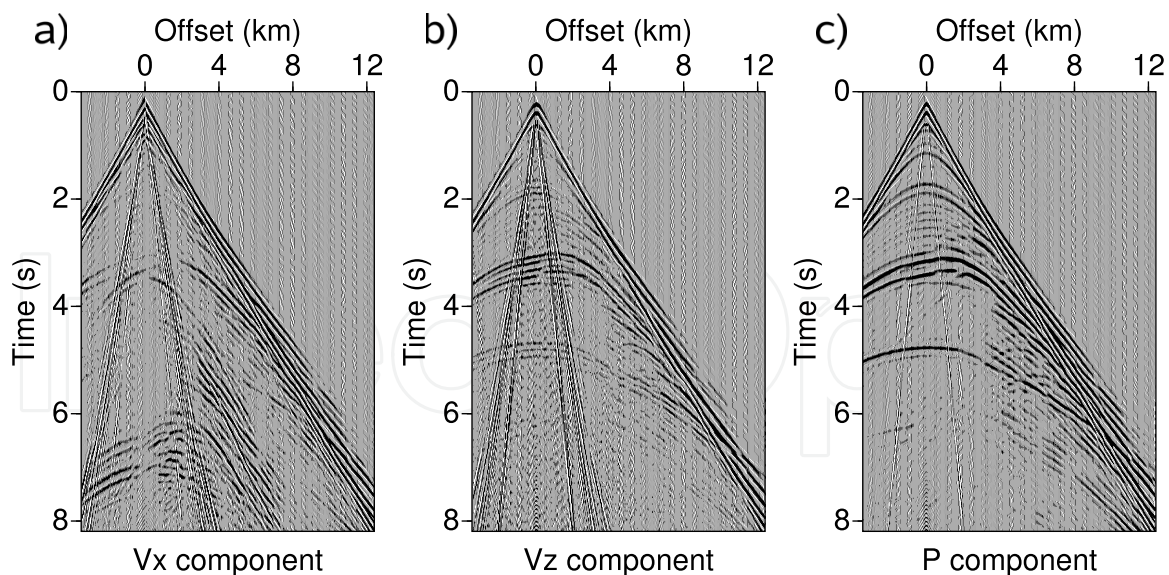 a) Offset (km)
0 4 8 12
0
2
4
6
8
Time (s)
Vx component
b) Offset (km)
0 4 8 12
0
2
4
6
8
Time (s)
Vz component
c) Offset (km)
0 4 8 12
0
2
4
6
8
Time (s)
P component